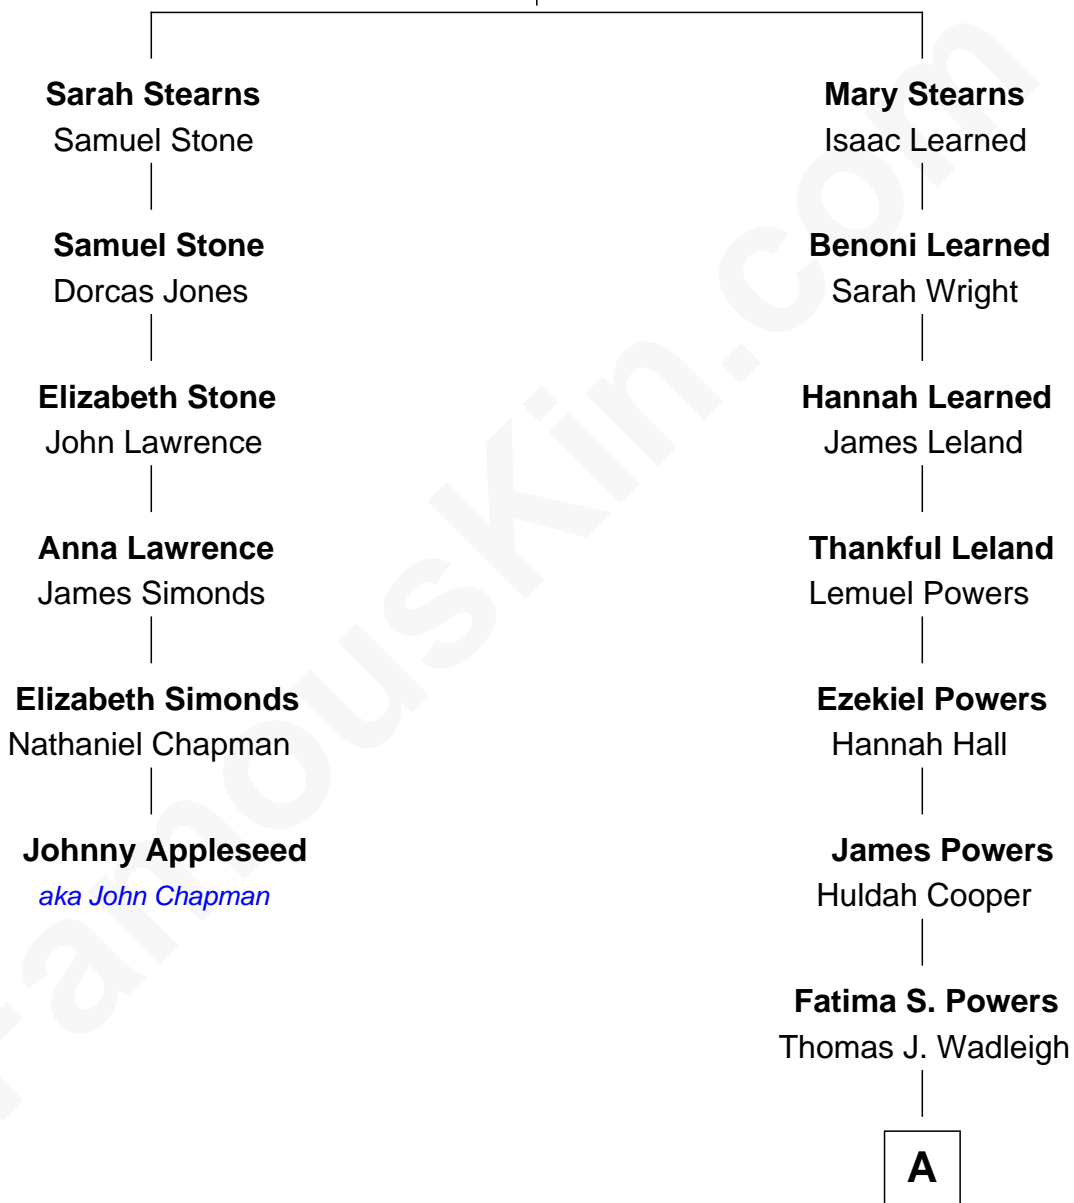 Sarah Stearns
Samuel Stone
Samuel Stone
Dorcas Jones
Elizabeth Stone
John Lawrence
Anna Lawrence
James Simonds
Elizabeth Simonds
Nathaniel Chapman
Johnny Appleseed
aka John Chapman
Mary Stearns
Isaac Learned
Benoni Learned
Sarah Wright
Hannah Learned
James Leland
Thankful Leland
Lemuel Powers
Ezekiel Powers
Hannah Hall
James Powers
Huldah Cooper
Fatima S. Powers
Thomas J. Wadleigh
A
FamousKin.com